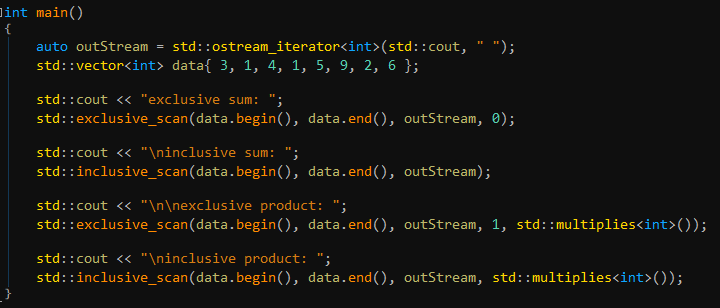 int main()
{
    auto outStream = std::ostream_iterator<int>(std::cout, " ");
    std::vector<int> data{ 3, 1, 4, 1, 5, 9, 2, 6 };

    std::cout << "exclusive sum: ";
    std::exclusive_scan(data.begin(), data.end(), outStream, 0);

    std::cout << "\ninclusive sum: ";
    std::inclusive_scan(data.begin(), data.end(), outStream);

    std::cout << "\n\nexclusive product: ";
    std::exclusive_scan(data.begin(), data.end(), outStream, 1, std::multiplies<int>());

    std::cout << "\ninclusive product: ";
    std::inclusive_scan(data.begin(), data.end(), outStream, std::multiplies<int>());
}